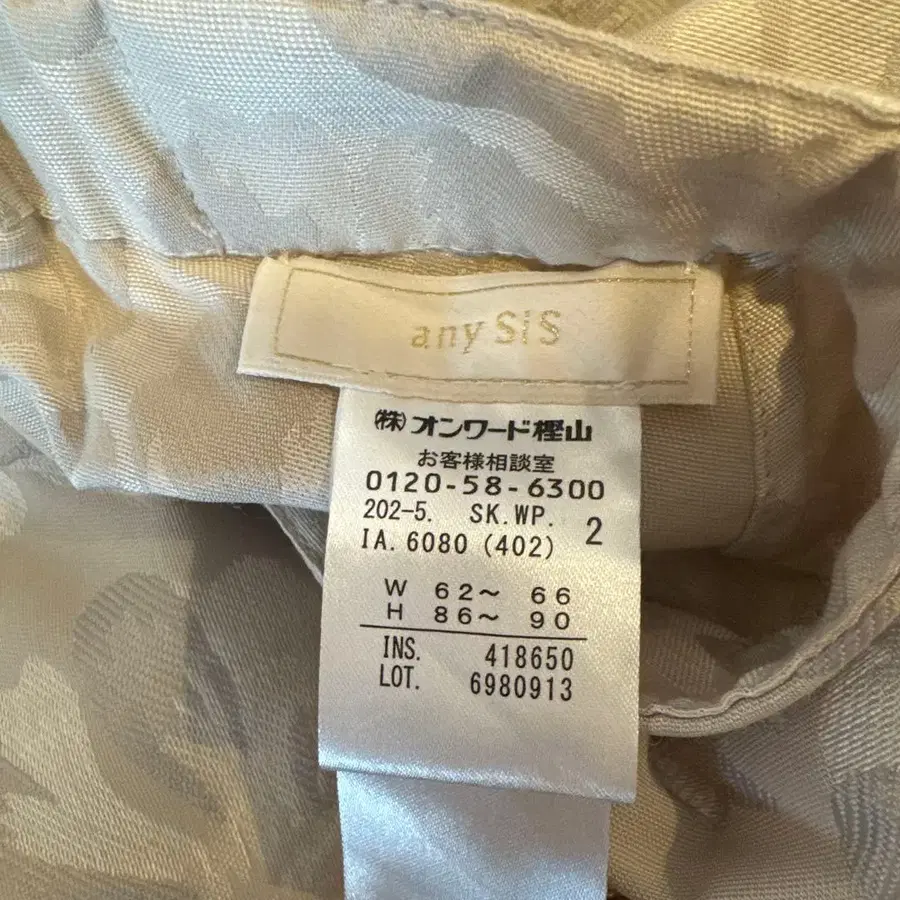 any SiS
㈱オンワード樫山
お客様相談室
0120-58-6300
202-5. SK.WP. 2
IA.6080(402)
W 62～ 66
H 86～ 90
INS. 418650
LOT. 6980913